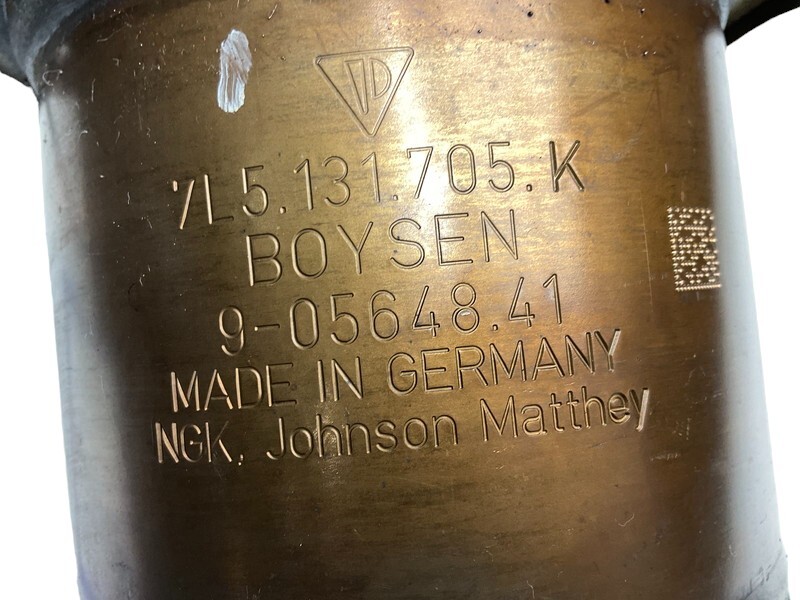 7L5.131.705.K
BOYSEN
9-05648.41
MADE IN GERMANY
NGK, Johnson Matthey